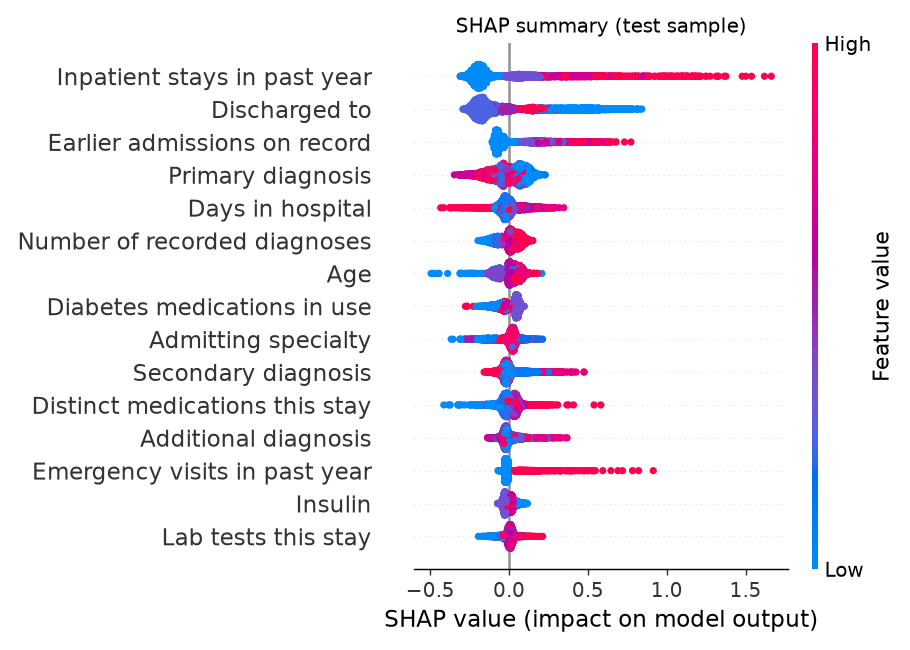 SHAP summary (test sample)
High
Inpatient stays in past year
Discharged to
Earlier admissions on record
Primary diagnosis
Days in hospital
Number of recorded diagnoses
Age
Diabetes medications in use
Admitting specialty
Secondary diagnosis
Distinct medications this stay
Additional diagnosis
Emergency visits in past year
Insulin
Lab tests this stay
Feature value
Low
−0.5 0.0 0.5 1.0 1.5
SHAP value (impact on model output)